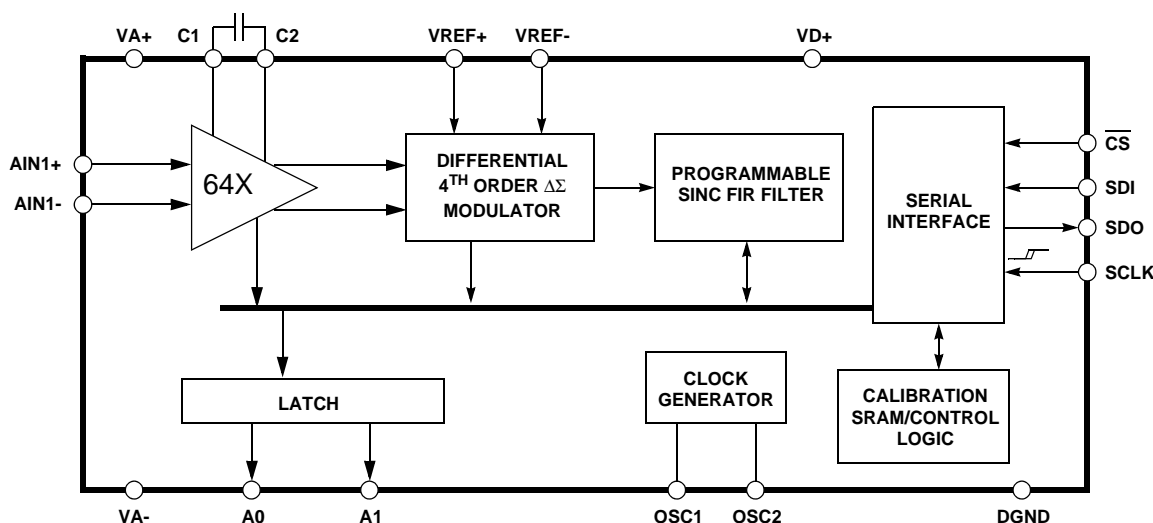 VA+
C1
C2
VREF+
VREF-
VD+
AIN1+
AIN1-
64X
DIFFERENTIAL
4TH ORDER ΔΣ
MODULATOR
PROGRAMMABLE
SINC FIR FILTER
SERIAL
INTERFACE
CS
SDI
SDO
SCLK
LATCH
CLOCK
GENERATOR
CALIBRATION
SRAM/CONTROL
LOGIC
VA-
A0
A1
OSC1
OSC2
DGND